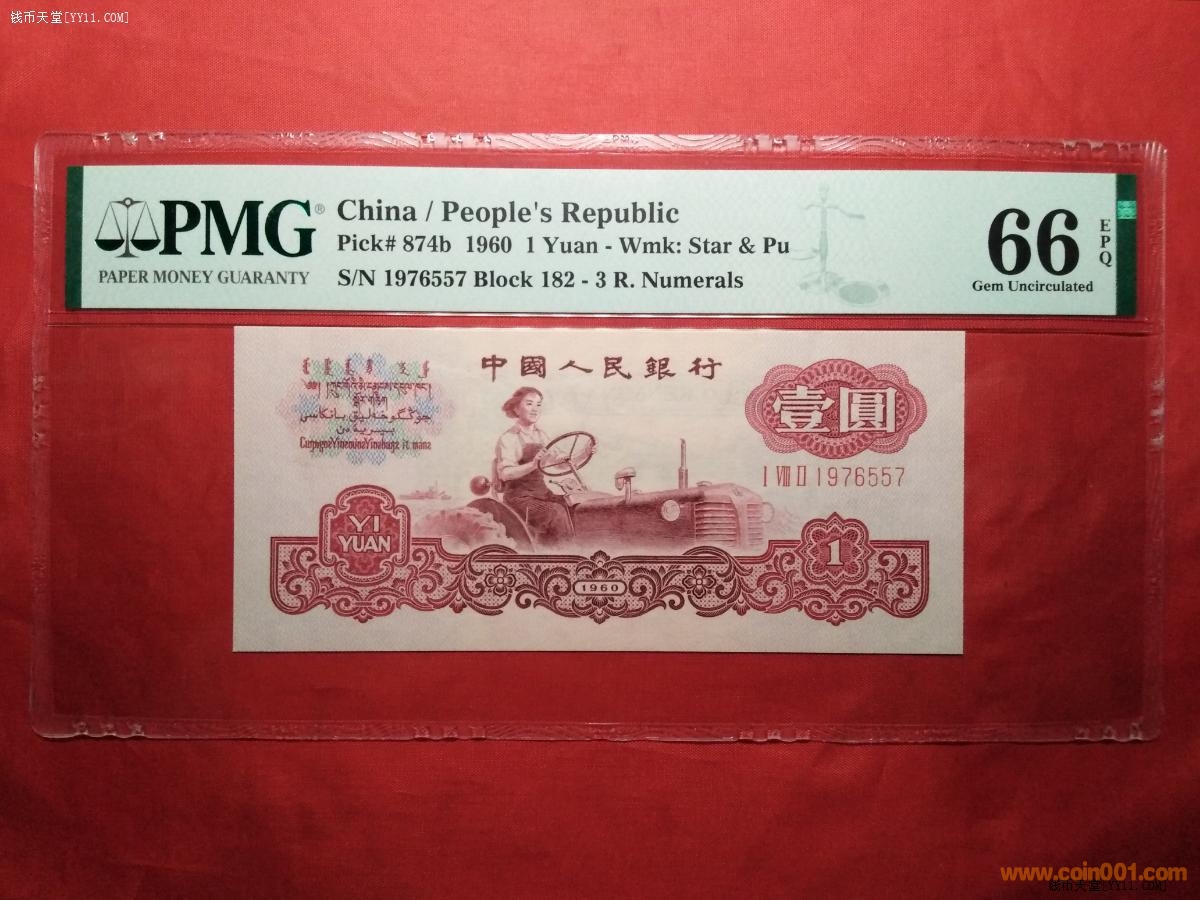 钱币天堂[YY11.COM]
PMG®
PAPER MONEY GUARANTY
China / People's Republic
Pick# 874b 1960 1 Yuan - Wmk: Star & Pu
S/N 1976557 Block 182 - 3 R. Numerals
66
EPQ
Gem Uncirculated
中國人民銀行
壹圓
I VIII II 1976557
YI
YUAN
1
1960
www.coin001.com
钱币天堂[YY11.COM]